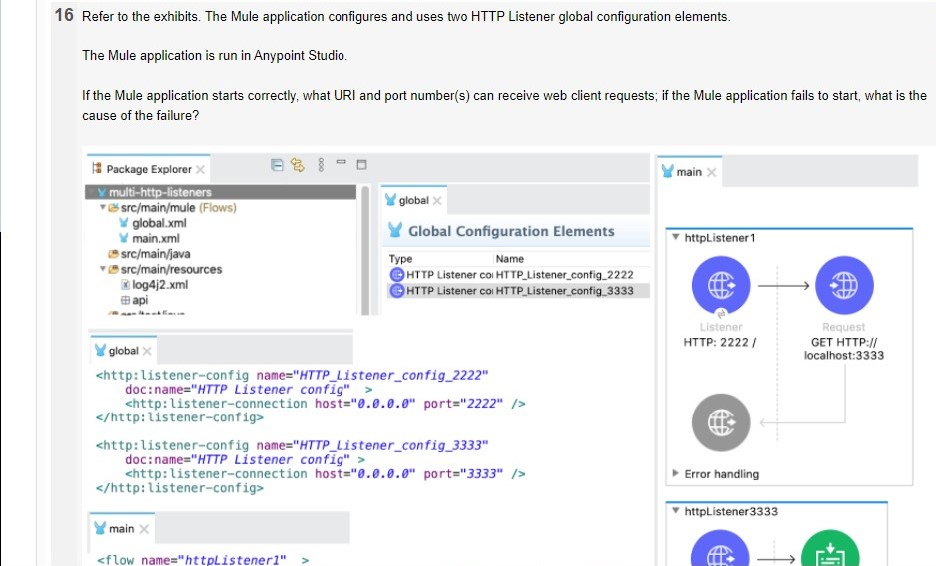 16 Refer to the exhibits. The Mule application configures and uses two HTTP Listener global configuration elements.
The Mule application is run in Anypoint Studio.
If the Mule application starts correctly, what URI and port number(s) can receive web client requests; if the Mule application fails to start, what is the
cause of the failure?
Package Explorer
multi-http-listeners
src/main/mule (Flows)
global.xml
main.xml
src/main/java
src/main/resources
log4j2.xml
api
global
Global Configuration Elements
Type Name
HTTP Listener co HTTP_Listener_config_2222
HTTP Listener co HTTP_Listener_config_3333
global
<http:listener-config name="HTTP_Listener_config_2222"
doc:name="HTTP Listener config" >
<http:listener-connection host="0.0.0.0" port="2222" />
</http:listener-config>
<http:listener-config name="HTTP_Listener_config_3333"
doc:name="HTTP Listener config" >
<http:listener-connection host="0.0.0.0" port="3333" />
</http:listener-config>
main
<flow name="httpListener1" >
main
httpListener1
Listener
HTTP: 2222 /
Request
GET HTTP://
localhost:3333
Error handling
httpListener3333